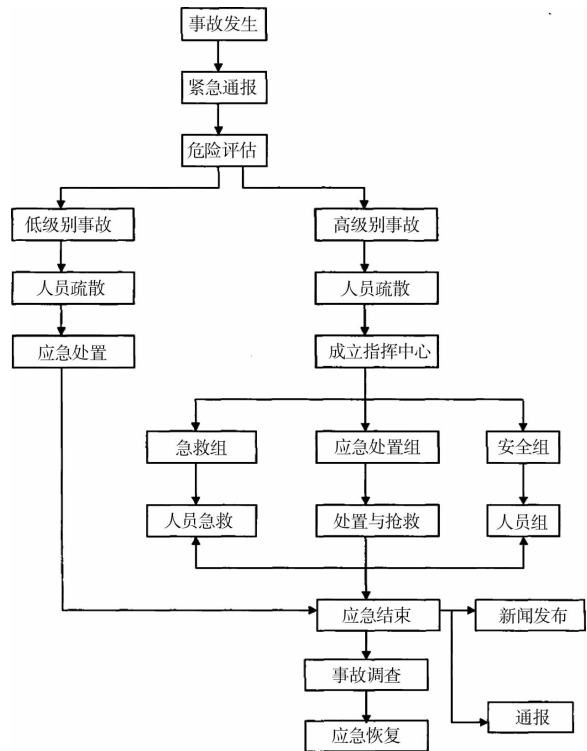 事故发生
紧急通报
危险评估
低级别事故
高级别事故
人员疏散
人员疏散
应急处置
成立指挥中心
急救组
应急处置组
安全组
人员急救
处置与抢救
人员组
应急结束
新闻发布
事故调查
通报
应急恢复